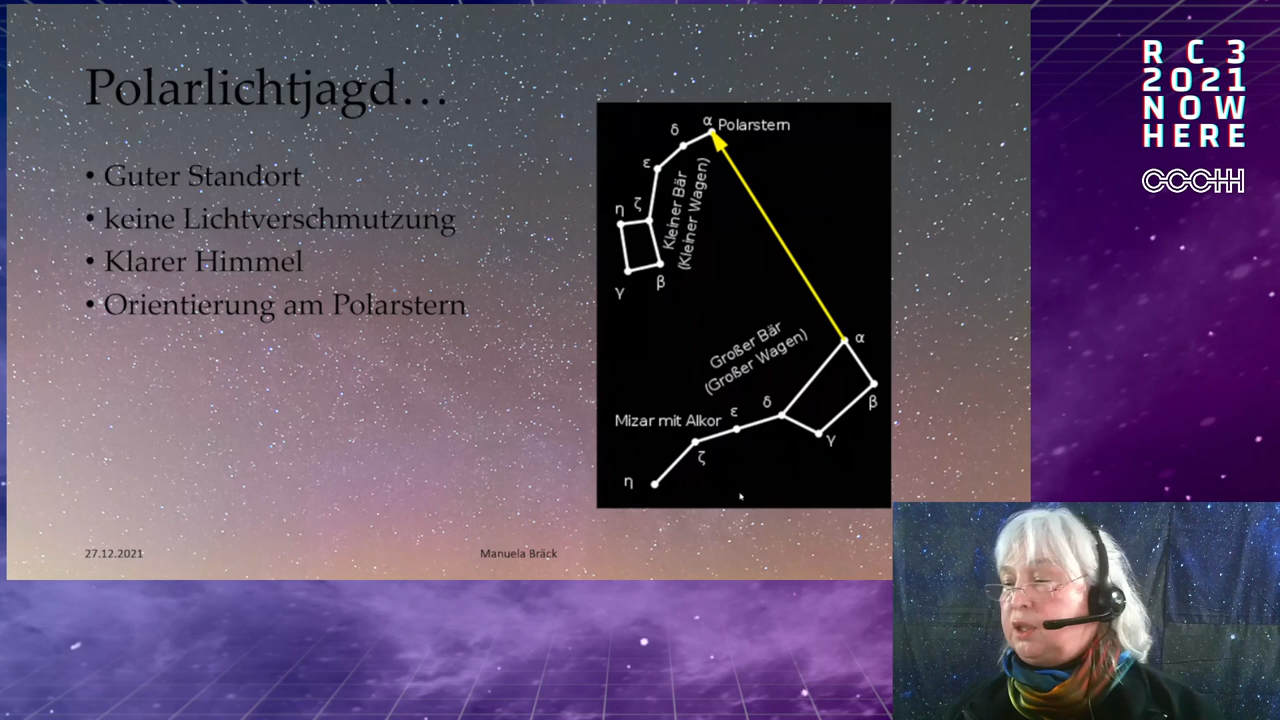 Polarlichtjagd…
• Guter Standort
• keine Lichtverschmutzung
• Klarer Himmel
• Orientierung am Polarstern
α Polarstern
δ
ε
ζ
η
γ
β
Kleiner Bär
(Kleiner Wagen)
Großer Bär
(Großer Wagen)
α
β
γ
δ
ε
Mizar mit Alkor
ζ
η
27.12.2021
Manuela Bräck
R C 3
2021
NOW
HERE
CCCHH